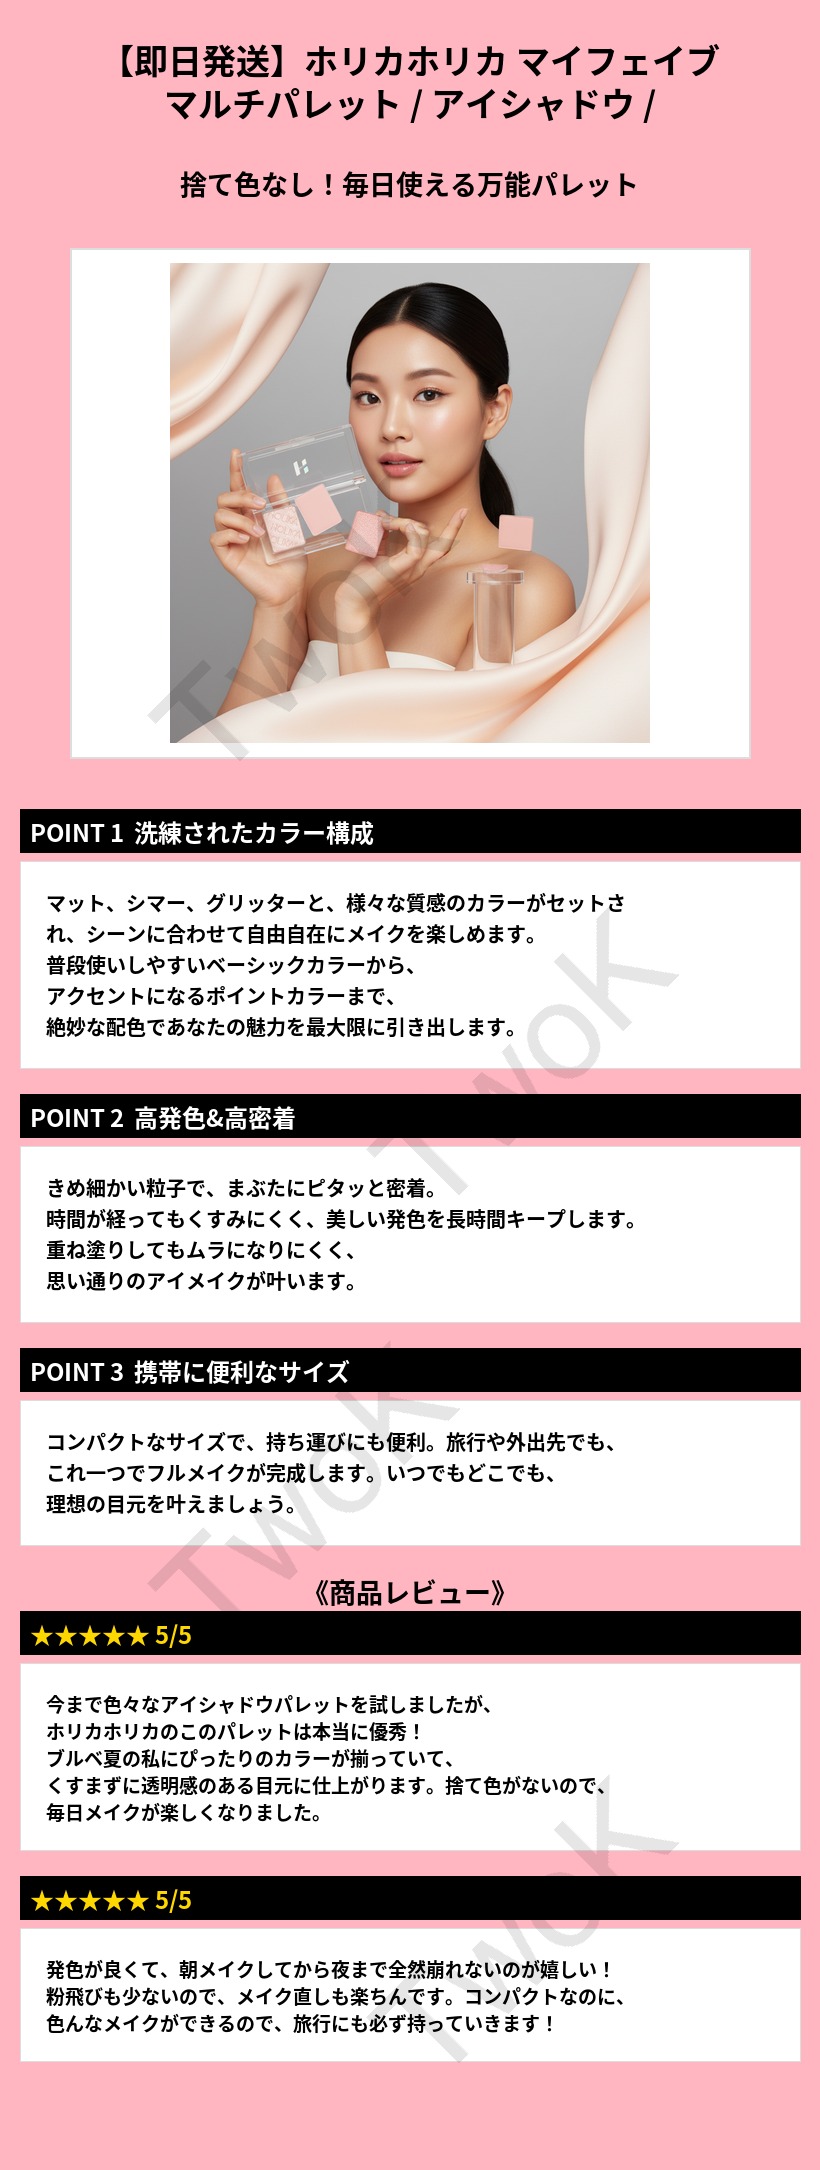 【即日発送】ホリカホリカ マイフェイブ
マルチパレット / アイシャドウ /
捨て色なし！毎日使える万能パレット
TwoK
POINT 1 洗練されたカラー構成
マット、シマー、グリッターと、様々な質感のカラーがセットさ
れ、シーンに合わせて自由自在にメイクを楽しめます。
普段使いしやすいベーシックカラーから、
アクセントになるポイントカラーまで、
絶妙な配色であなたの魅力を最大限に引き出します。
TwoK
POINT 2 高発色&高密着
きめ細かい粒子で、まぶたにピタッと密着。
時間が経ってもくすみにくく、美しい発色を長時間キープします。
重ね塗りしてもムラになりにくく、
思い通りのアイメイクが叶います。
POINT 3 携帯に便利なサイズ
コンパクトなサイズで、持ち運びにも便利。旅行や外出先でも、
これ一つでフルメイクが完成します。いつでもどこでも、
理想の目元を叶えましょう。
TwoK
《商品レビュー》
★★★★★ 5/5
今まで色々なアイシャドウパレットを試しましたが、
ホリカホリカのこのパレットは本当に優秀！
ブルベ夏の私にぴったりのカラーが揃っていて、
くすまずに透明感のある目元に仕上がります。捨て色がないので、
毎日メイクが楽しくなりました。
★★★★★ 5/5
発色が良くて、朝メイクしてから夜まで全然崩れないのが嬉しい！
粉飛びも少ないので、メイク直しも楽ちんです。コンパクトなのに、
色んなメイクができるので、旅行にも必ず持っていきます！
TwoK